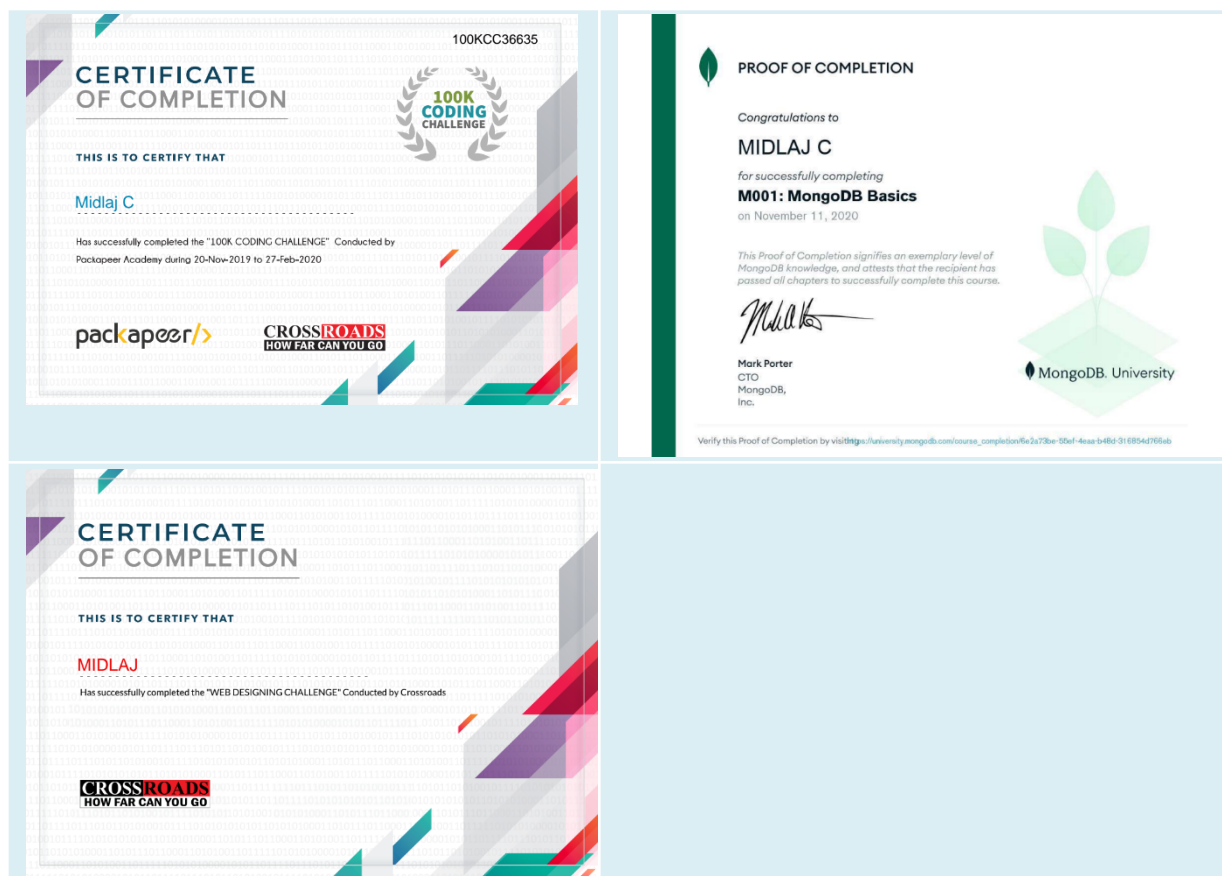 100KCC36635
CERTIFICATE
OF COMPLETION
100K
CODING
CHALLENGE
THIS IS TO CERTIFY THAT
Midlaj C
Has successfully completed the "100K CODING CHALLENGE" Conducted by
Packapeer Academy during 20-Nov-2019 to 27-Feb-2020
packapeer/>
CROSSROADS
HOW FAR CAN YOU GO
PROOF OF COMPLETION
Congratulations to
MIDLAJ C
for successfully completing
M001: MongoDB Basics
on November 11, 2020
This Proof of Completion signifies an exemplary level of
MongoDB knowledge, and attests that the recipient has
passed all chapters to successfully complete this course.
Mark Porter
CTO
MongoDB,
Inc.
MongoDB. University
Verify this Proof of Completion by visiting
CERTIFICATE
OF COMPLETION
THIS IS TO CERTIFY THAT
MIDLAJ
Has successfully completed the "WEB DESIGNING CHALLENGE" Conducted by Crossroads
CROSSROADS
HOW FAR CAN YOU GO